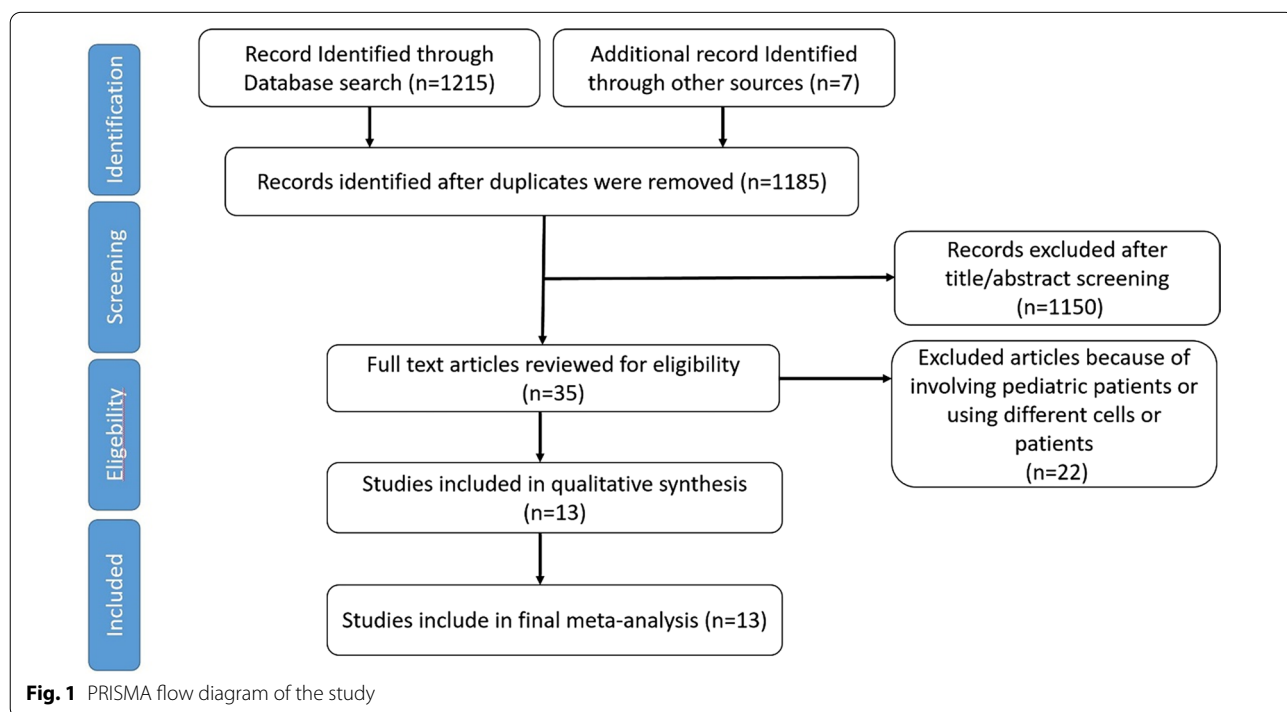 Identification
Record Identified through
Database search (n=1215)
Additional record Identified
through other sources (n=7)
Records identified after duplicates were removed (n=1185)
Screening
Records excluded after
title/abstract screening
(n=1150)
Eligebility
Full text articles reviewed for eligibility
(n=35)
Excluded articles because of
involving pediatric patients or
using different cells or
patients
(n=22)
Studies included in qualitative synthesis
(n=13)
Included
Studies include in final meta-analysis (n=13)
Fig. 1 PRISMA flow diagram of the study